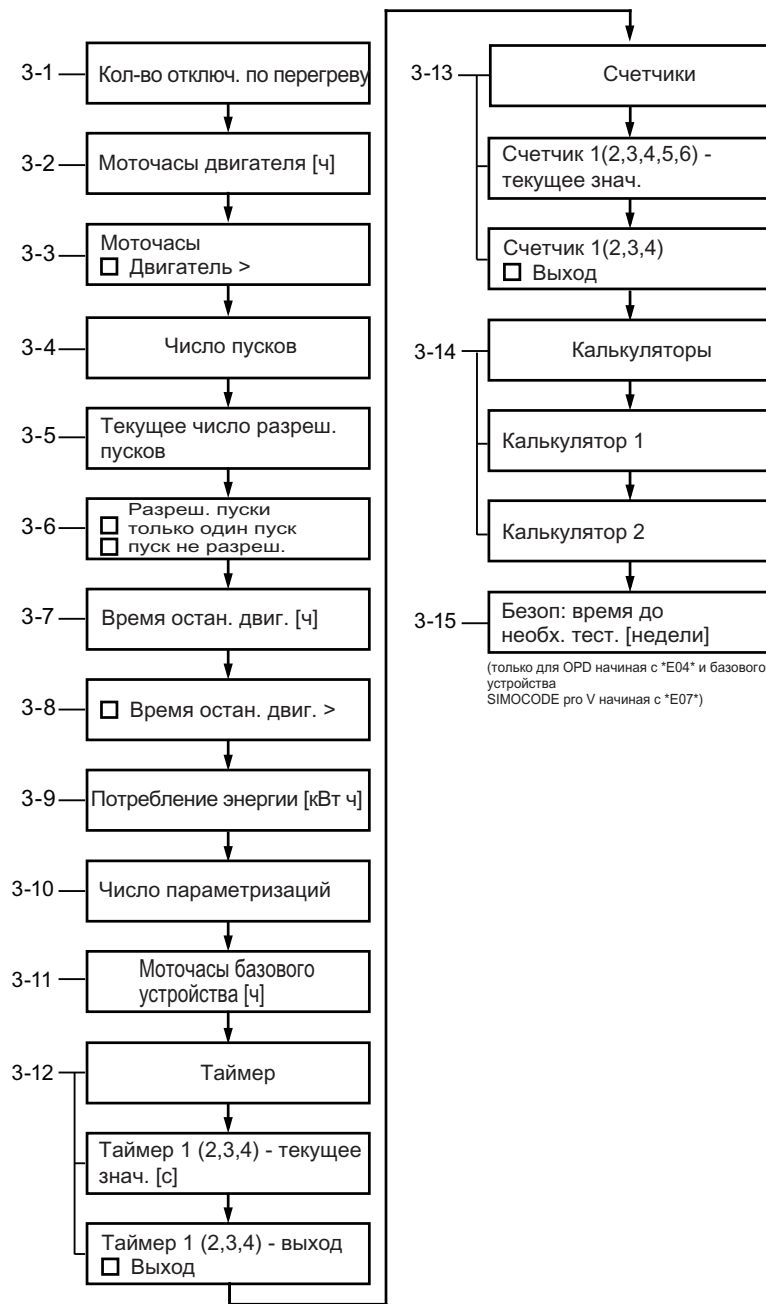 3-1
Кол-во отключ. по перегреву
3-2
Моточасы двигателя [ч]
3-3
Моточасы
Двигатель >
3-4
Число пусков
3-5
Текущее число разреш.
пусков
3-6
Разреш. пуски
только один пуск
пуск не разреш.
3-7
Время остан. двиг. [ч]
3-8
Время остан. двиг. >
3-9
Потребление энергии [кВт ч]
3-10
Число параметризаций
3-11
Моточасы базового
устройства [ч]
3-12
Таймер
Таймер 1 (2,3,4) - текущее
знач. [с]
Таймер 1 (2,3,4) - выход
Выход
3-13
Счетчики
Счетчик 1(2,3,4,5,6) -
текущее знач.
Счетчик 1(2,3,4)
Выход
3-14
Калькуляторы
Калькулятор 1
Калькулятор 2
3-15
Безоп: время до
необх. тест. [недели]
(только для OPD начиная с *E04* и базового
устройства
SIMOCODE pro V начиная с *E07*)